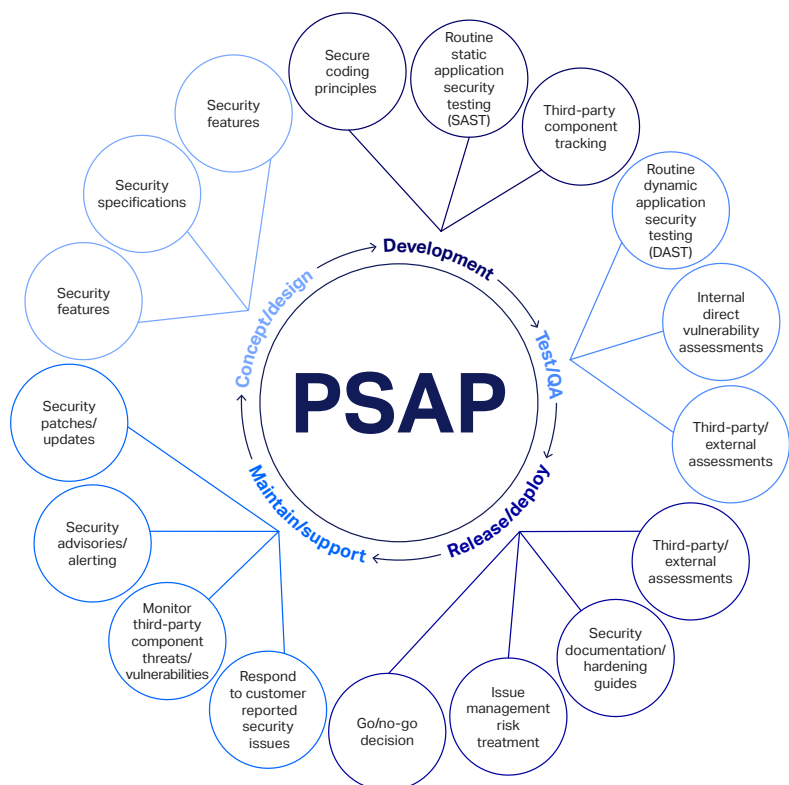 Secure
coding
principles
Routine
static
application
security
testing
(SAST)
Third-party
component
tracking
Routine
dynamic
application
security
testing
(DAST)
Internal
direct
vulnerability
assessments
Third-party/
external
assessments
Third-party/
external
assessments
Security
documentation/
hardening
guides
Issue
management
risk
treatment
Go/no-go
decision
Respond
to customer
reported
security
issues
Monitor
third-party
component
threats/
vulnerabilities
Security
advisories/
alerting
Security
patches/
updates
Security
features
Security
specifications
Security
features
Development
Test/QA
Release/deploy
Maintain/support
Concept/design
PSAP